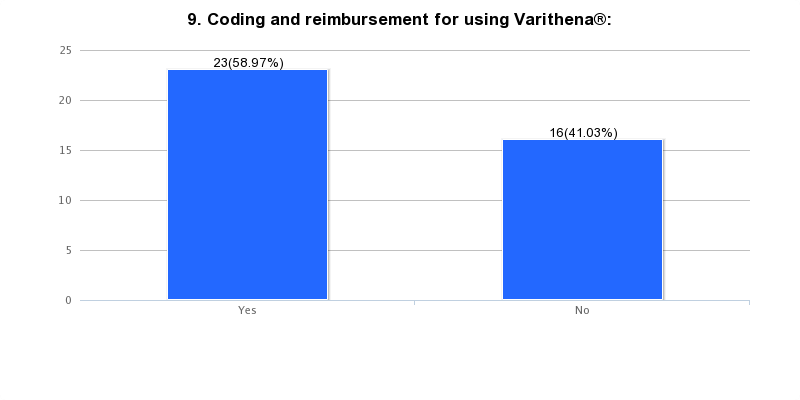 9. Coding and reimbursement for using Varithena®:
25
23(58.97%)
20
16(41.03%)
15
10
5
0
Yes
No